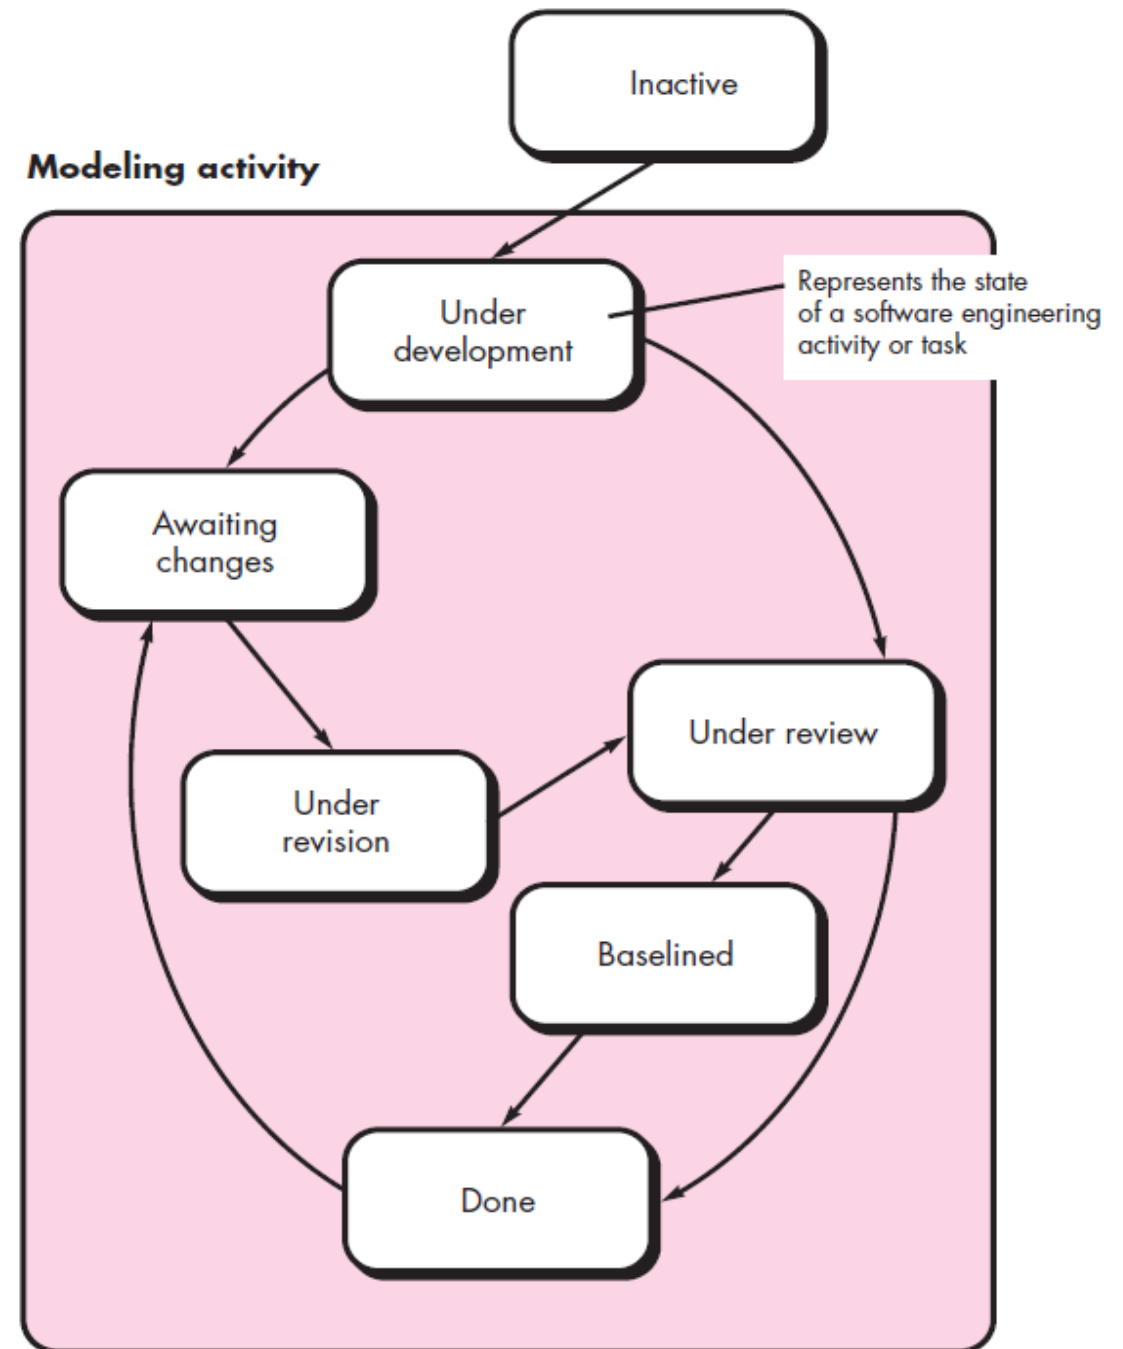 Inactive
Modeling activity
Under
development
Represents the state
of a software engineering
activity or task
Awaiting
changes
Under review
Under
revision
Baselined
Done